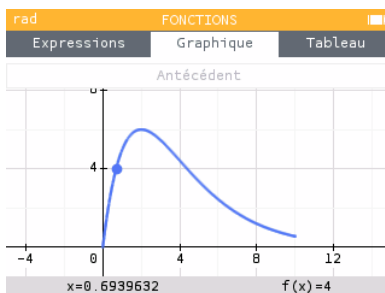 rad FONCTIONS
Expressions Graphique Tableau
Antécédent
4
-4 0 4 8 12
x=0.6939632 f(x)=4